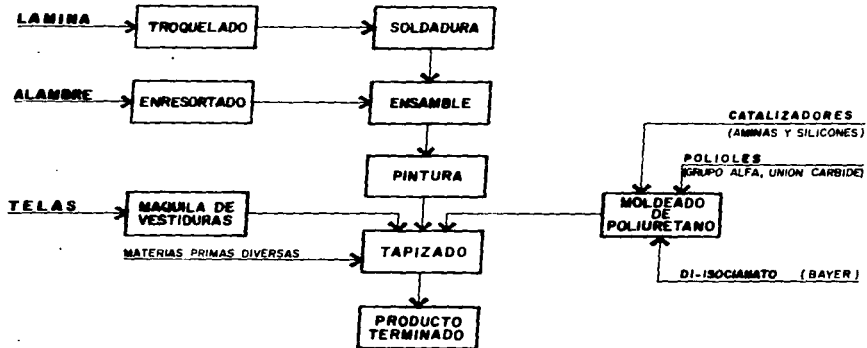 LAMINA
TROQUELADO
SOLDADURA
ALAMBRE
ENRESORTADO
ENSAMBLE
CATALIZADORES
(AMINAS Y SILICONES)
PINTURA
POLIOLES
(GRUPO ALFA, UNION CARBIDE)
TELAS
MAQUILA DE
VESTIDURAS
MOLDEADO
DE
POLIURETANO
MATERIAS PRIMAS DIVERSAS
TAPIZADO
DI-ISOCIANATO (BAYER)
PRODUCTO
TERMINADO